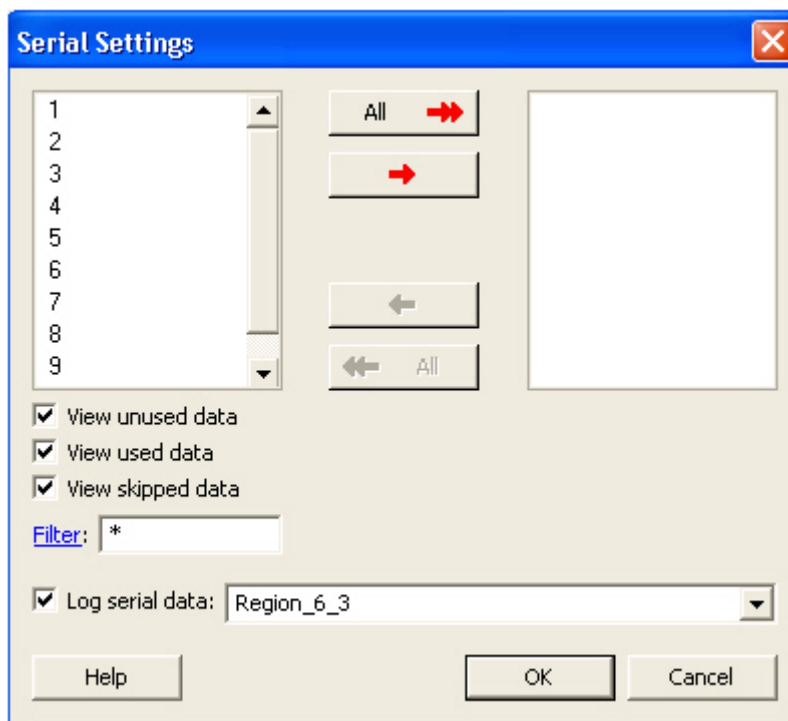 Serial Settings
1
2
3
4
5
6
7
8
9
All
All
View unused data
View used data
View skipped data
Filter: *
Log serial data: Region_6_3
Help OK Cancel